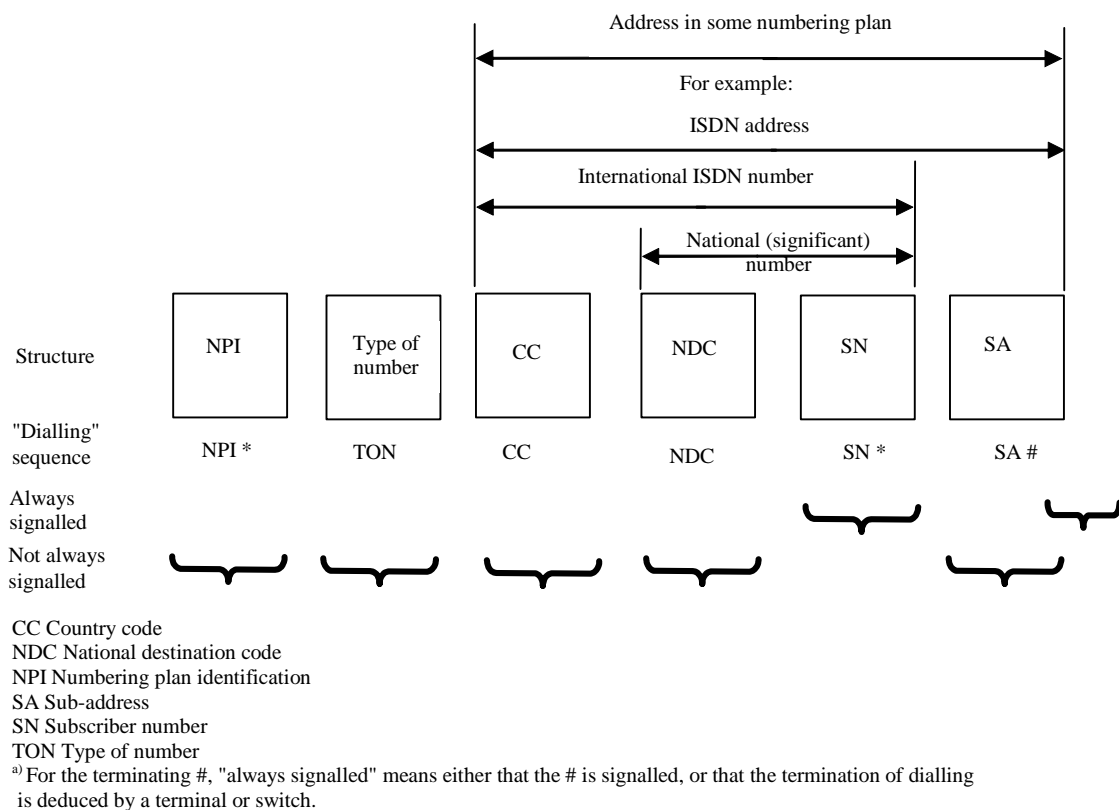 Address in some numbering plan
For example:
ISDN address
International ISDN number
National (significant)
number
Structure
NPI
Type of
number
CC
NDC
SN
SA
"Dialling"
sequence
NPI *
TON
CC
NDC
SN *
SA #
Always
signalled
Not always
signalled
CC Country code
NDC National destination code
NPI Numbering plan identification
SA Sub-address
SN Subscriber number
TON Type of number
a) For the terminating #, "always signalled" means either that the # is signalled, or that the termination of dialling
is deduced by a terminal or switch.